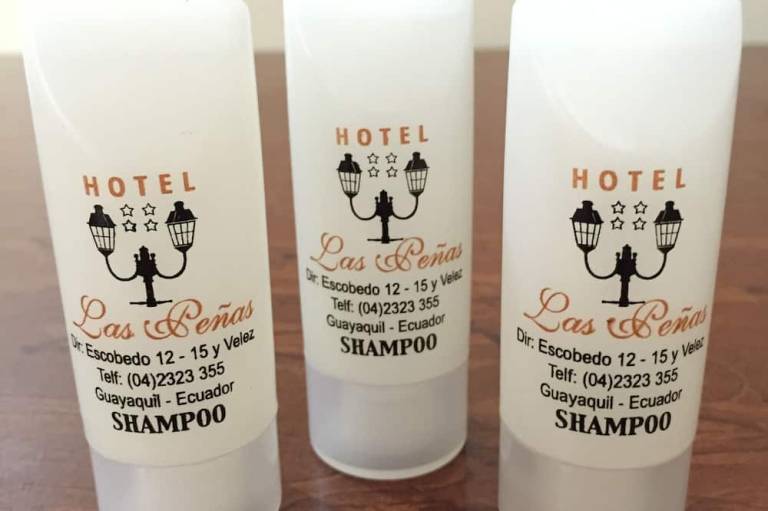 HOTEL
Las Peñas
Dir: Escobedo 12 - 15 y Velez
Telf: (04)2323 355
Guayaquil - Ecuador
SHAMPOO
HOTEL
Las Peñas
Dir: Escobedo 12 - 15 y Velez
Telf: (04)2323 355
Guayaquil - Ecuador
SHAMPOO
HOTEL
Las Peñas
Dir: Escobedo 12 - 15 y Velez
Telf: (04)2323 355
Guayaquil - Ecuador
SHAMPOO